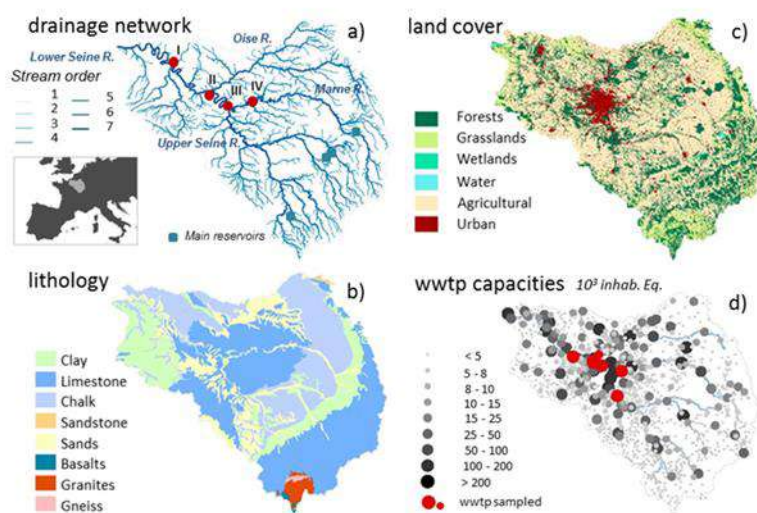 drainage network
a)
Lower Seine R.
Oise R.
Marne R.
Upper Seine R.
I
II
III
IV
Stream order
1 5
2 6
3 7
4
Main reservoirs
land cover
c)
Forests
Grasslands
Wetlands
Water
Agricultural
Urban
lithology
b)
Clay
Limestone
Chalk
Sandstone
Sands
Basalts
Granites
Gneiss
wwtp capacities 10³ inhab. Eq.
d)
< 5
5 - 8
8 - 10
10 - 15
15 - 25
25 - 50
50 - 100
100 - 200
> 200
wwtp sampled